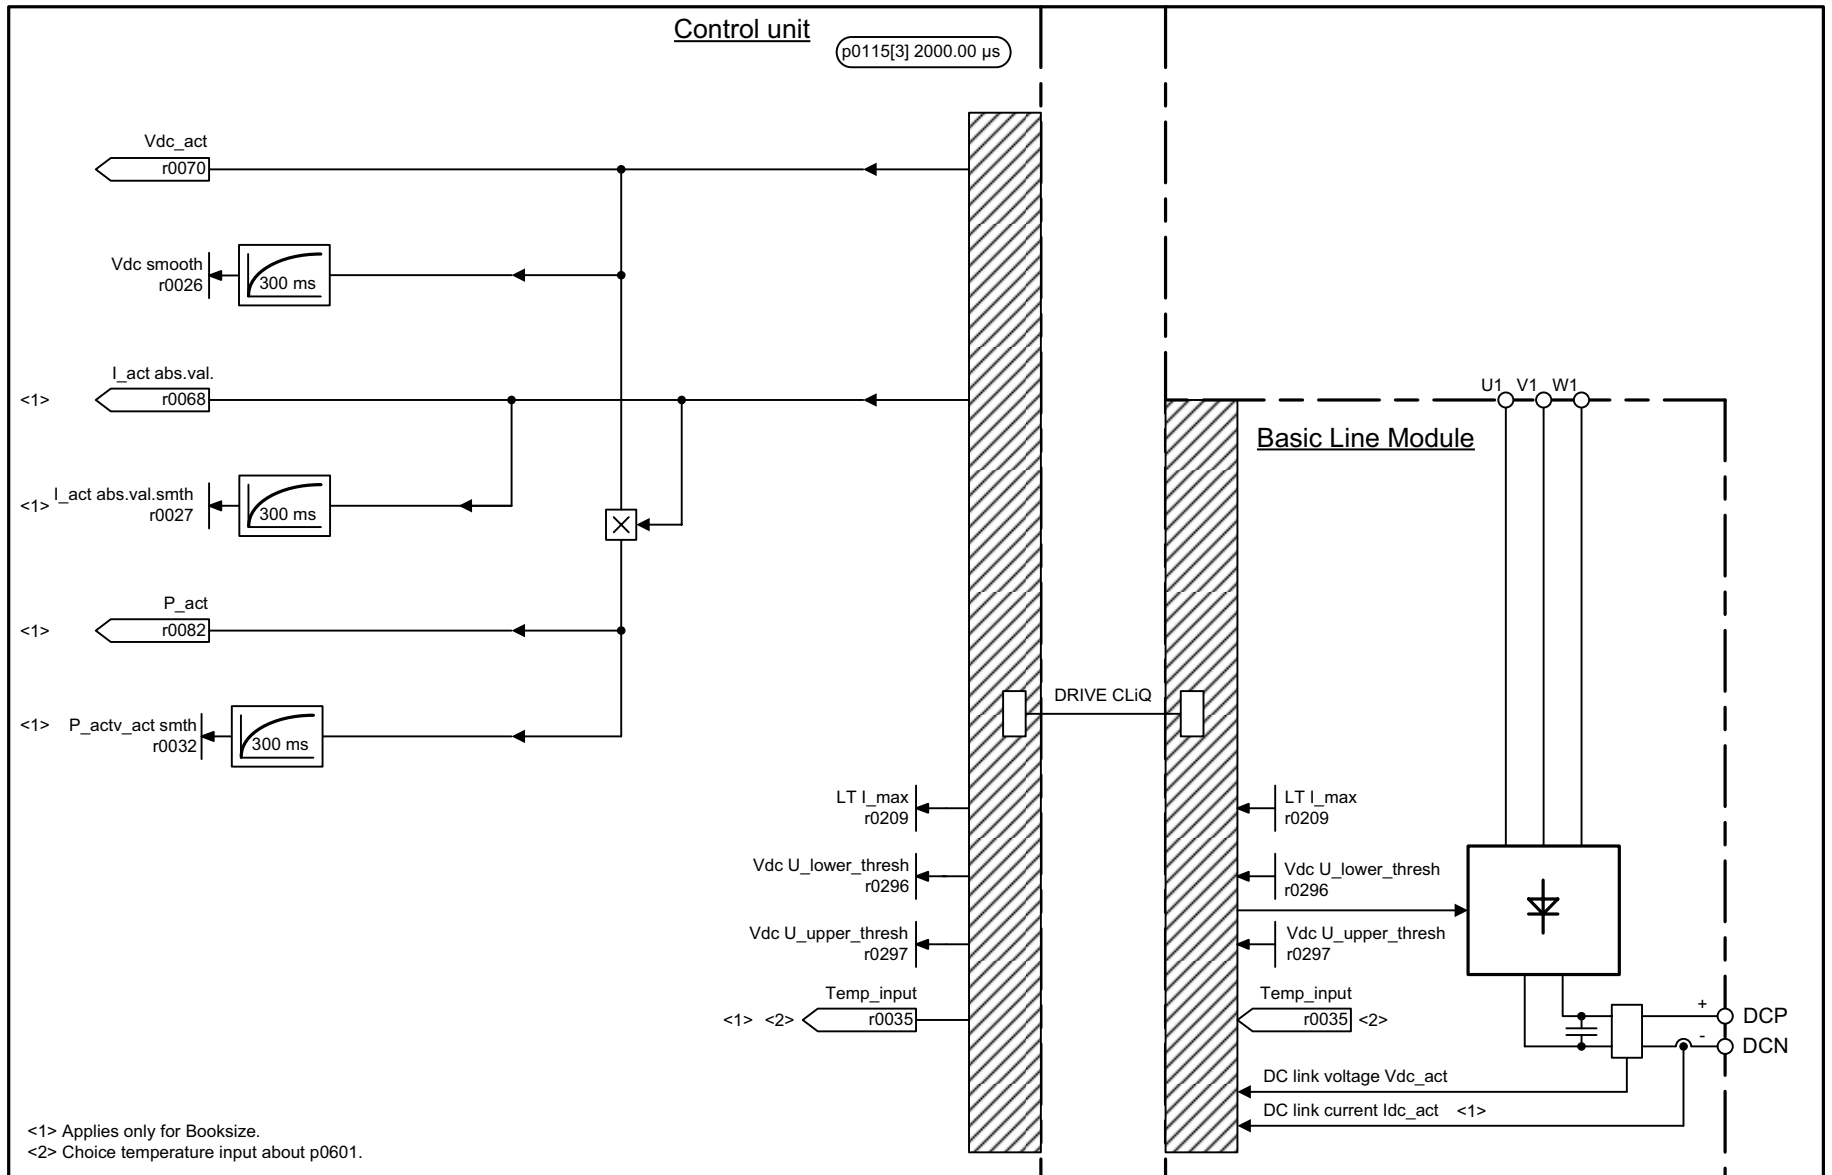 Control unit
p0115[3] 2000.00 µs
Vdc_act
r0070
Vdc smooth
r0026
300 ms
I_act abs.val.
<1>
r0068
U1 V1 W1
Basic Line Module
<1> I_act abs.val.smth
r0027
300 ms
P_act
<1>
r0082
DRIVE CLiQ
<1> P_actv_act smth
r0032
300 ms
LT I_max
r0209
LT I_max
r0209
Vdc U_lower_thresh
r0296
Vdc U_lower_thresh
r0296
Vdc U_upper_thresh
r0297
Vdc U_upper_thresh
r0297
Temp_input
<1> <2> r0035
Temp_input
r0035 <2>
+
DCP
-
DCN
DC link voltage Vdc_act
DC link current Idc_act <1>
<1> Applies only for Booksize.
<2> Choice temperature input about p0601.